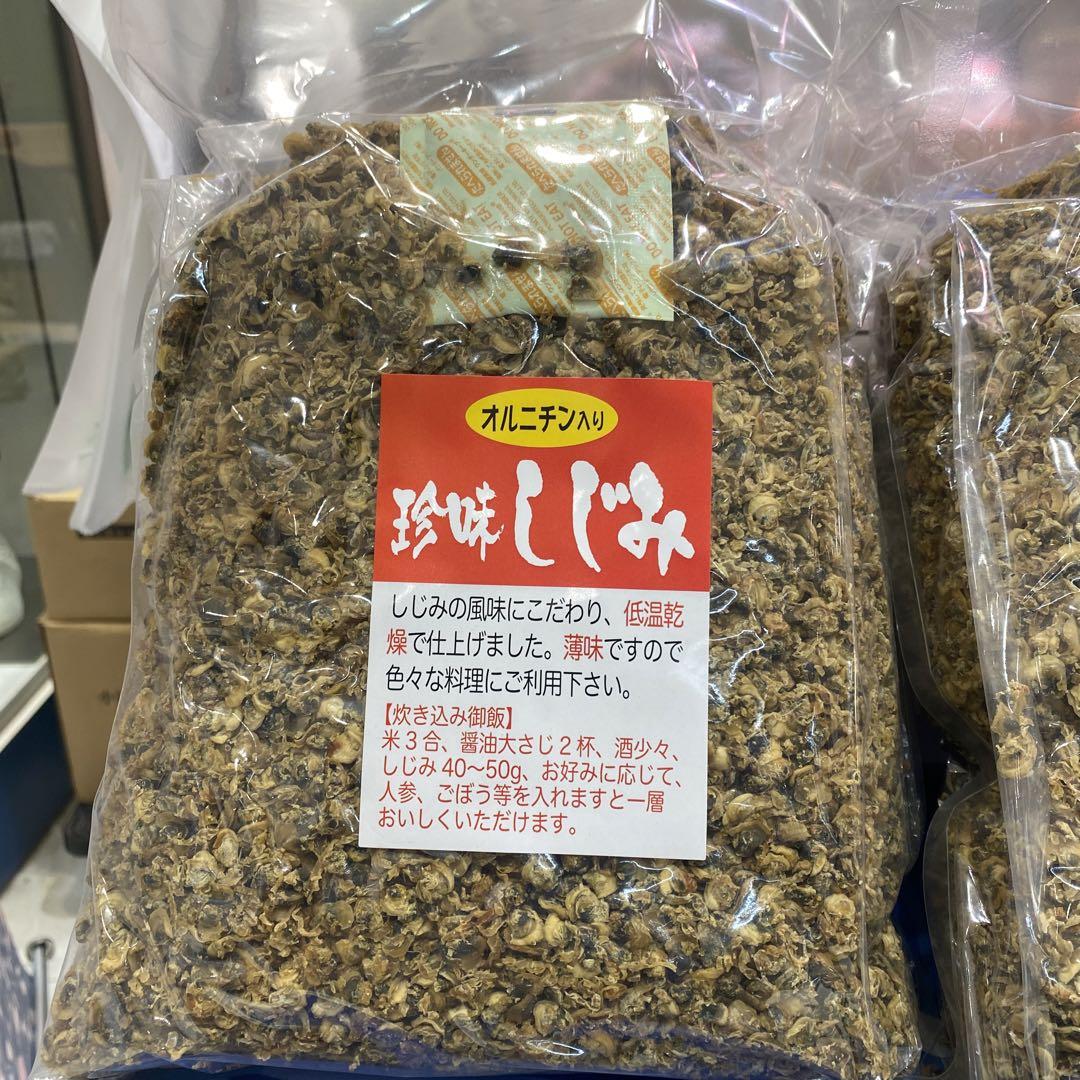 オルニチン入り
珍味しじみ
しじみの風味にこだわり、低温乾
燥で仕上げました。薄味ですので
色々な料理にご利用下さい。
【炊き込み御飯】
米3合、醤油大さじ2杯、酒少々、
しじみ40〜50g、お好みに応じて、
人参、ごぼう等を入れますと一層
おいしくいただけます。